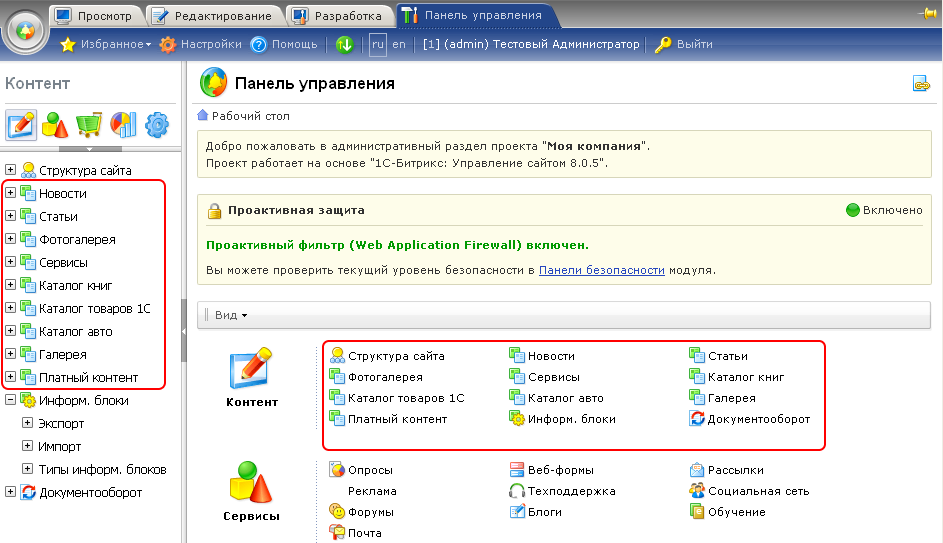 Просмотр Редактирование Разработка Панель управления
Избранное Настройки Помощь ru en [1] (admin) Тестовый Администратор Выйти
Контент
Структура сайта
Новости
Статьи
Фотогалерея
Сервисы
Каталог книг
Каталог товаров 1С
Каталог авто
Галерея
Платный контент
Информ. блоки
Экспорт
Импорт
Типы информ. блоков
Документооборот
Панель управления
Рабочий стол
Добро пожаловать в административный раздел проекта "Моя компания".
Проект работает на основе "1С-Битрикс: Управление сайтом 8.0.5".
Проактивная защита Включено
Проактивный фильтр (Web Application Firewall) включен.
Вы можете проверить текущий уровень безопасности в Панели безопасности модуля.
Вид
Контент
Структура сайта Новости Статьи
Фотогалерея Сервисы Каталог книг
Каталог товаров 1С Каталог авто Галерея
Платный контент Информ. блоки Документооборот
Сервисы
Опросы Веб-формы Рассылки
Реклама Техподдержка Социальная сеть
Форумы Блоги Обучение
Почта